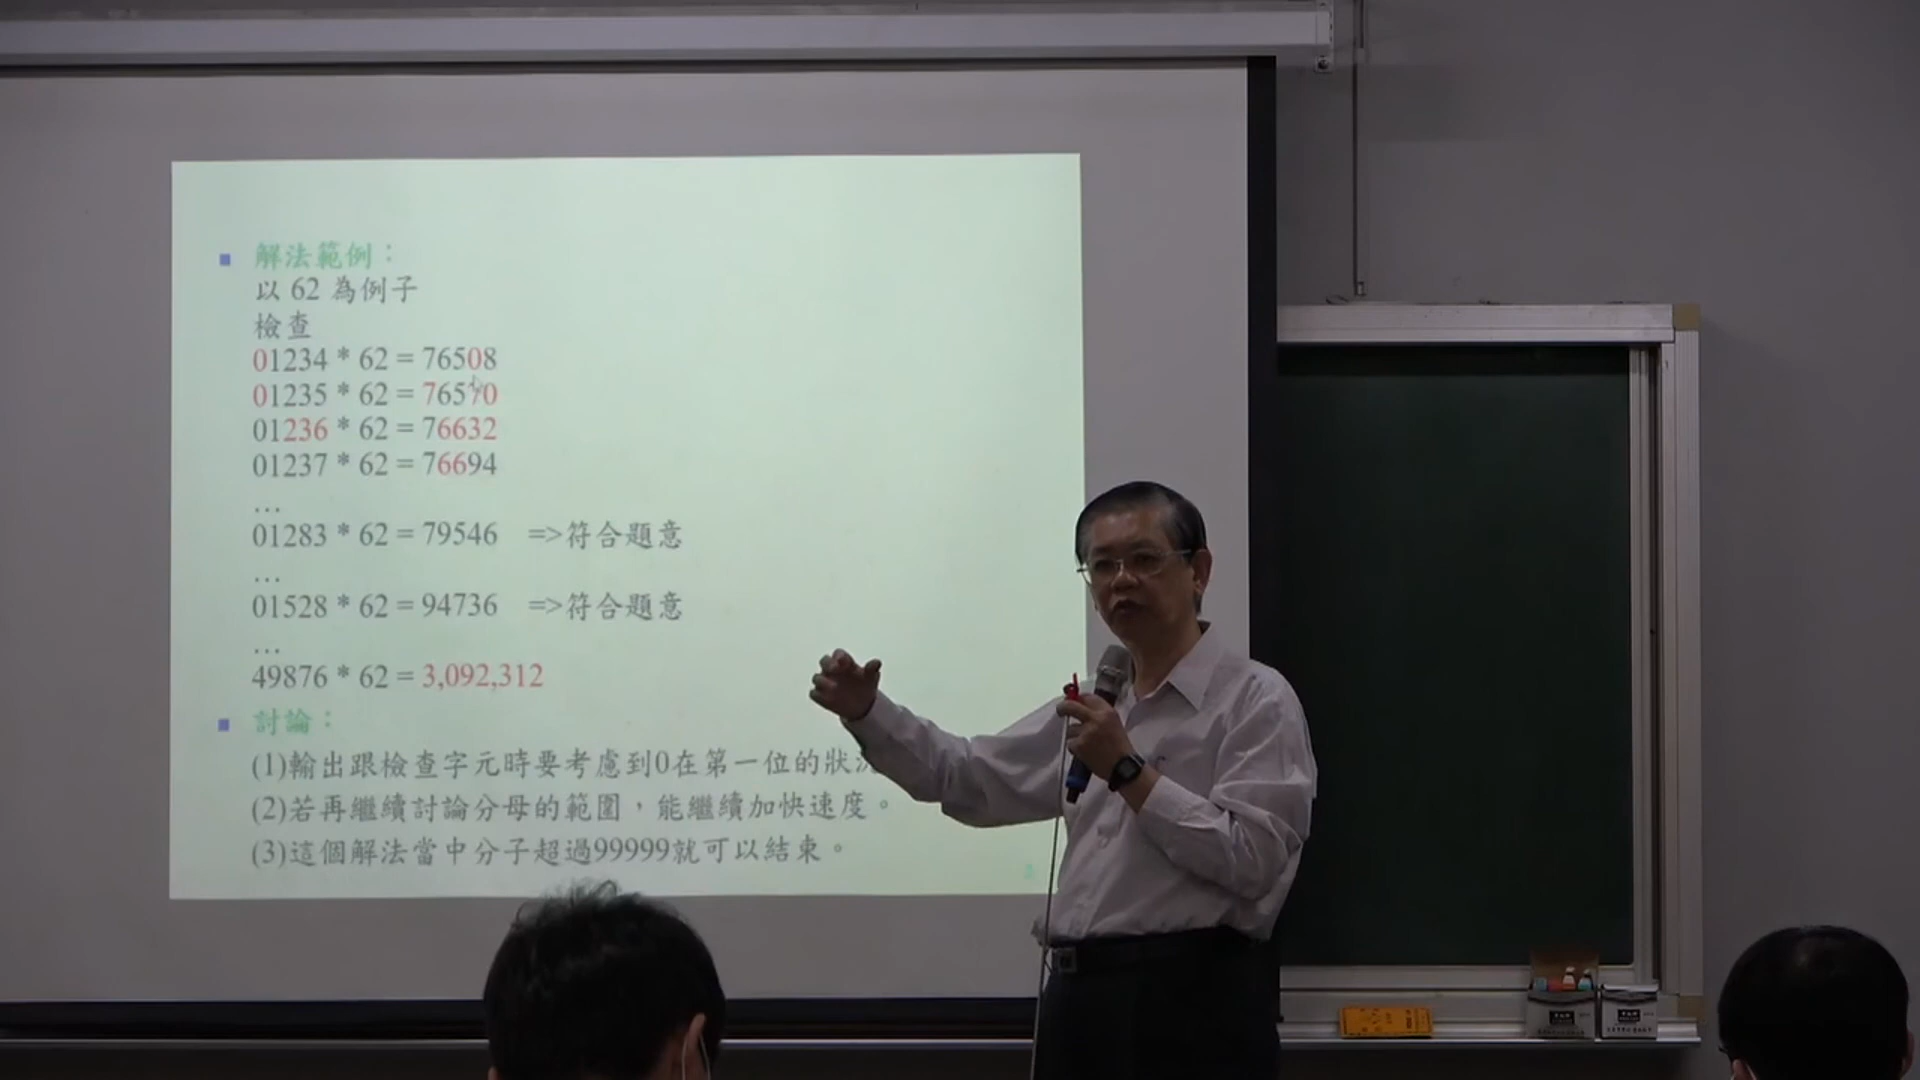 解法範例：
以 62 為例子
檢查
01234 * 62 = 76508
01235 * 62 = 76570
01236 * 62 = 76632
01237 * 62 = 76694
…
01283 * 62 = 79546 =>符合題意
…
01528 * 62 = 94736 =>符合題意
…
49876 * 62 = 3,092,312
討論：
(1)輸出跟檢查字元時要考慮到0在第一位的狀況
(2)若再繼續討論分母的範圍，能繼續加快速度。
(3)這個解法當中分子超過99999就可以結束。